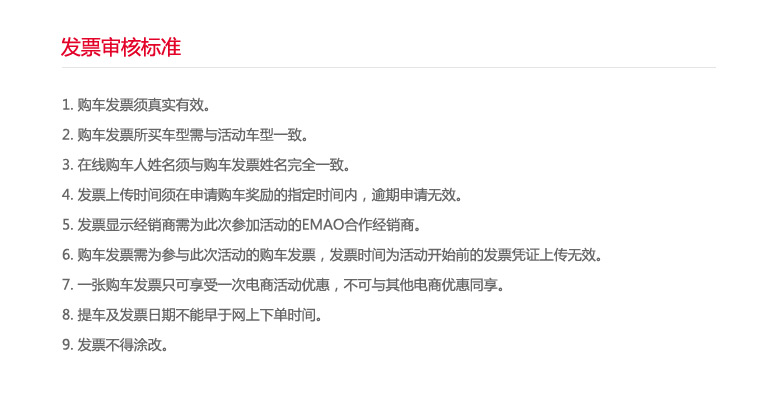 发票审核标准
1. 购车发票须真实有效。
2. 购车发票所买车型需与活动车型一致。
3. 在线购车人姓名须与购车发票姓名完全一致。
4. 发票上传时间须在申请购车奖励的指定时间内，逾期申请无效。
5. 发票显示经销商需为此次参加活动的EMAO合作经销商。
6. 购车发票需为参与此次活动的购车发票，发票时间为活动开始前的发票凭证上传无效。
7. 一张购车发票只可享受一次电商活动优惠，不可与其他电商优惠同享。
8. 提车及发票日期不能早于网上下单时间。
9. 发票不得涂改。